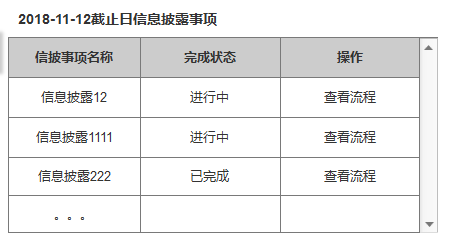 2018-11-12截止日信息披露事项
信披事项名称 完成状态 操作
信息披露12 进行中 查看流程
信息披露1111 进行中 查看流程
信息披露222 已完成 查看流程
。。。